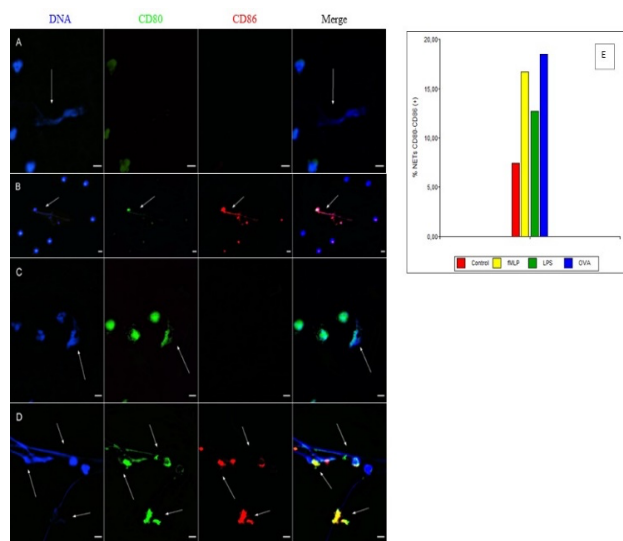 DNA CD80 CD86 Merge
A
B
C
D
E
20,00
15,00
10,00
5,00
0,00
% NETs CD80-CD86 (+)
Control fMLP LPS OVA